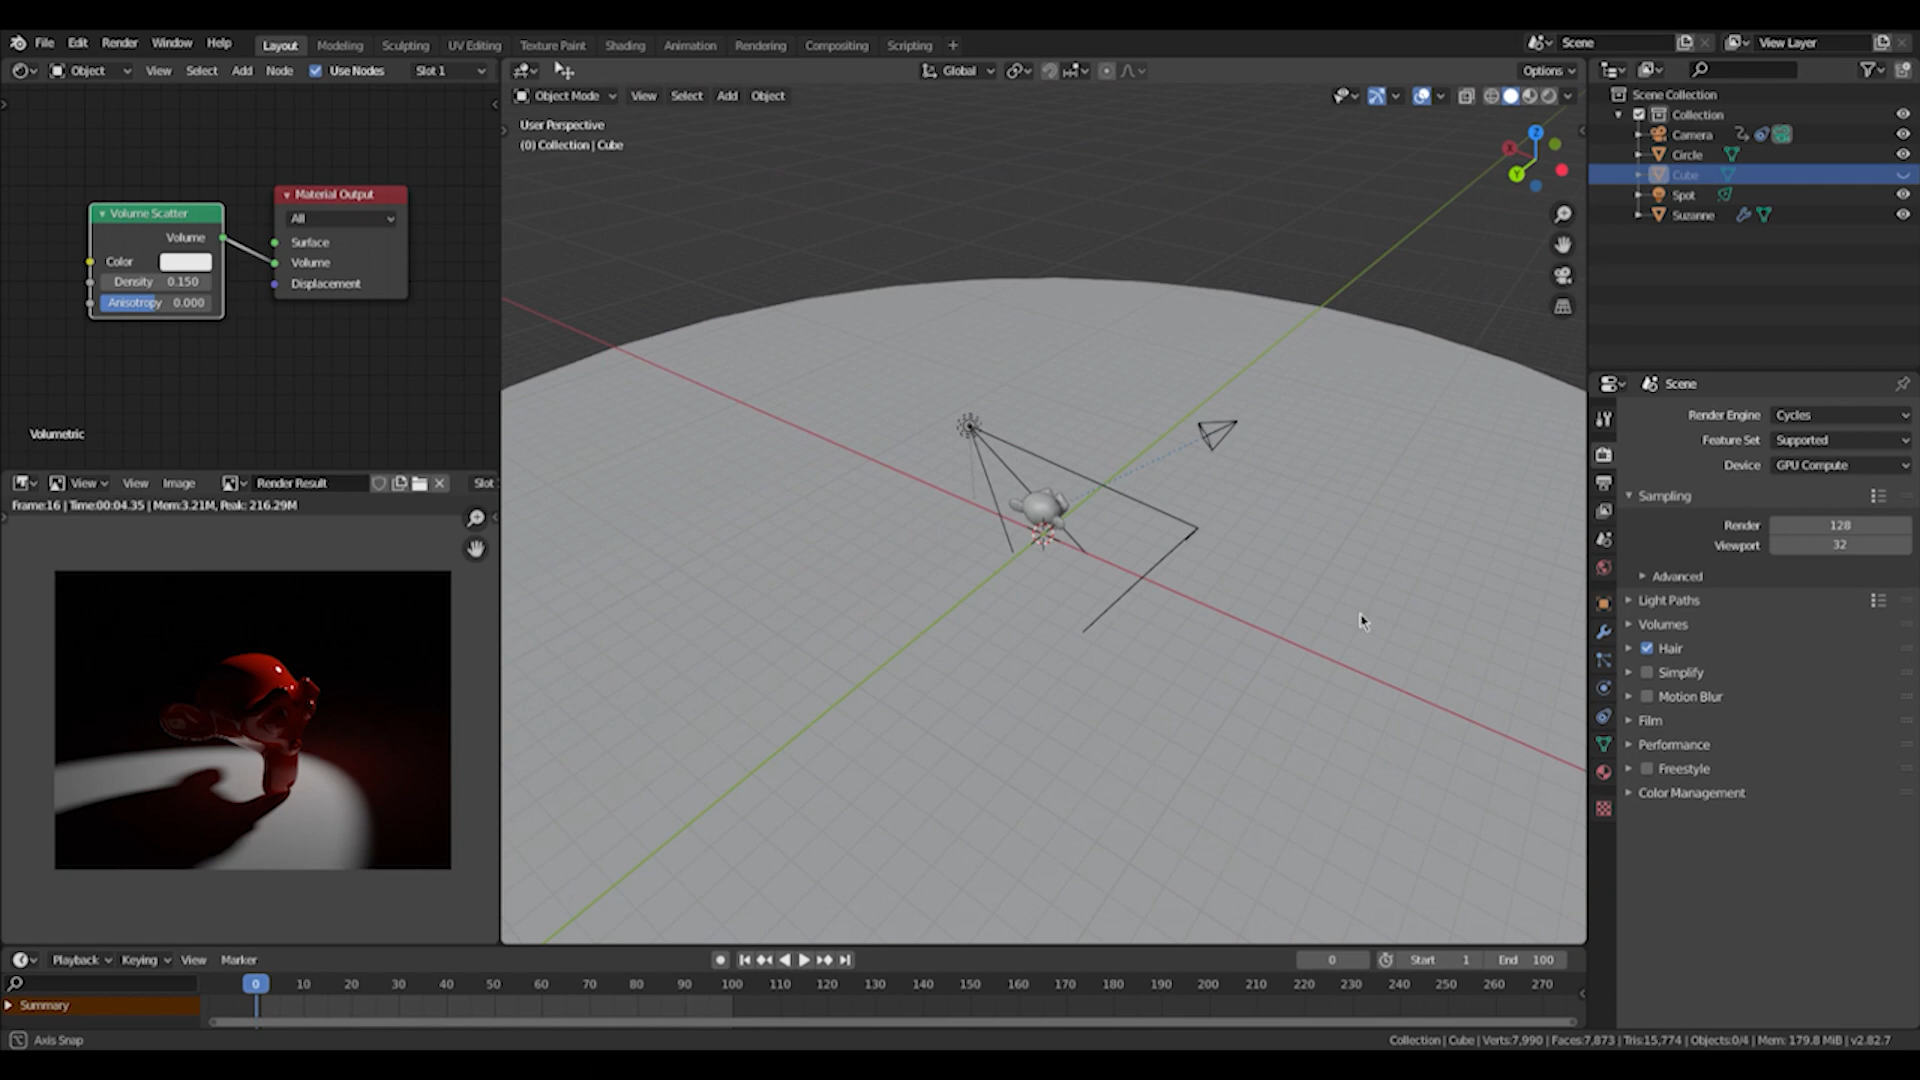 File Edit Render Window Help Layout Modeling Sculpting UV Editing Texture Paint Shading Animation Rendering Compositing Scripting + Scene View Layer
Object View Select Add Node Use Nodes Slot 1 Global Options
Object Mode View Select Add Object
User Perspective
(0) Collection | Cube
Z
X
Y
Volume Scatter
Volume
Color
Density 0.150
Anisotropy 0.000
Material Output
All
Surface
Volume
Displacement
Volumetric
View View Image Render Result Slot
Frame:16 | Time:00:04.35 | Mem:3.21M, Peak: 216.29M
Scene Collection
Collection
Camera
Circle
Cube
Spot
Suzanne
Scene
Render Engine Cycles
Feature Set Supported
Device GPU Compute
Sampling
Render 128
Viewport 32
Advanced
Light Paths
Volumes
Hair
Simplify
Motion Blur
Film
Performance
Freestyle
Color Management
Playback Keying View Marker 0 Start 1 End 100
0 10 20 30 40 50 60 70 80 90 100 110 120 130 140 150 160 170 180 190 200 210 220 230 240 250 260 270
Summary
Axis Snap
Collection | Cube | Verts:7,990 | Faces:7,873 | Tris:15,774 | Objects:0/4 | Mem: 179.8 MiB | v2.82.7